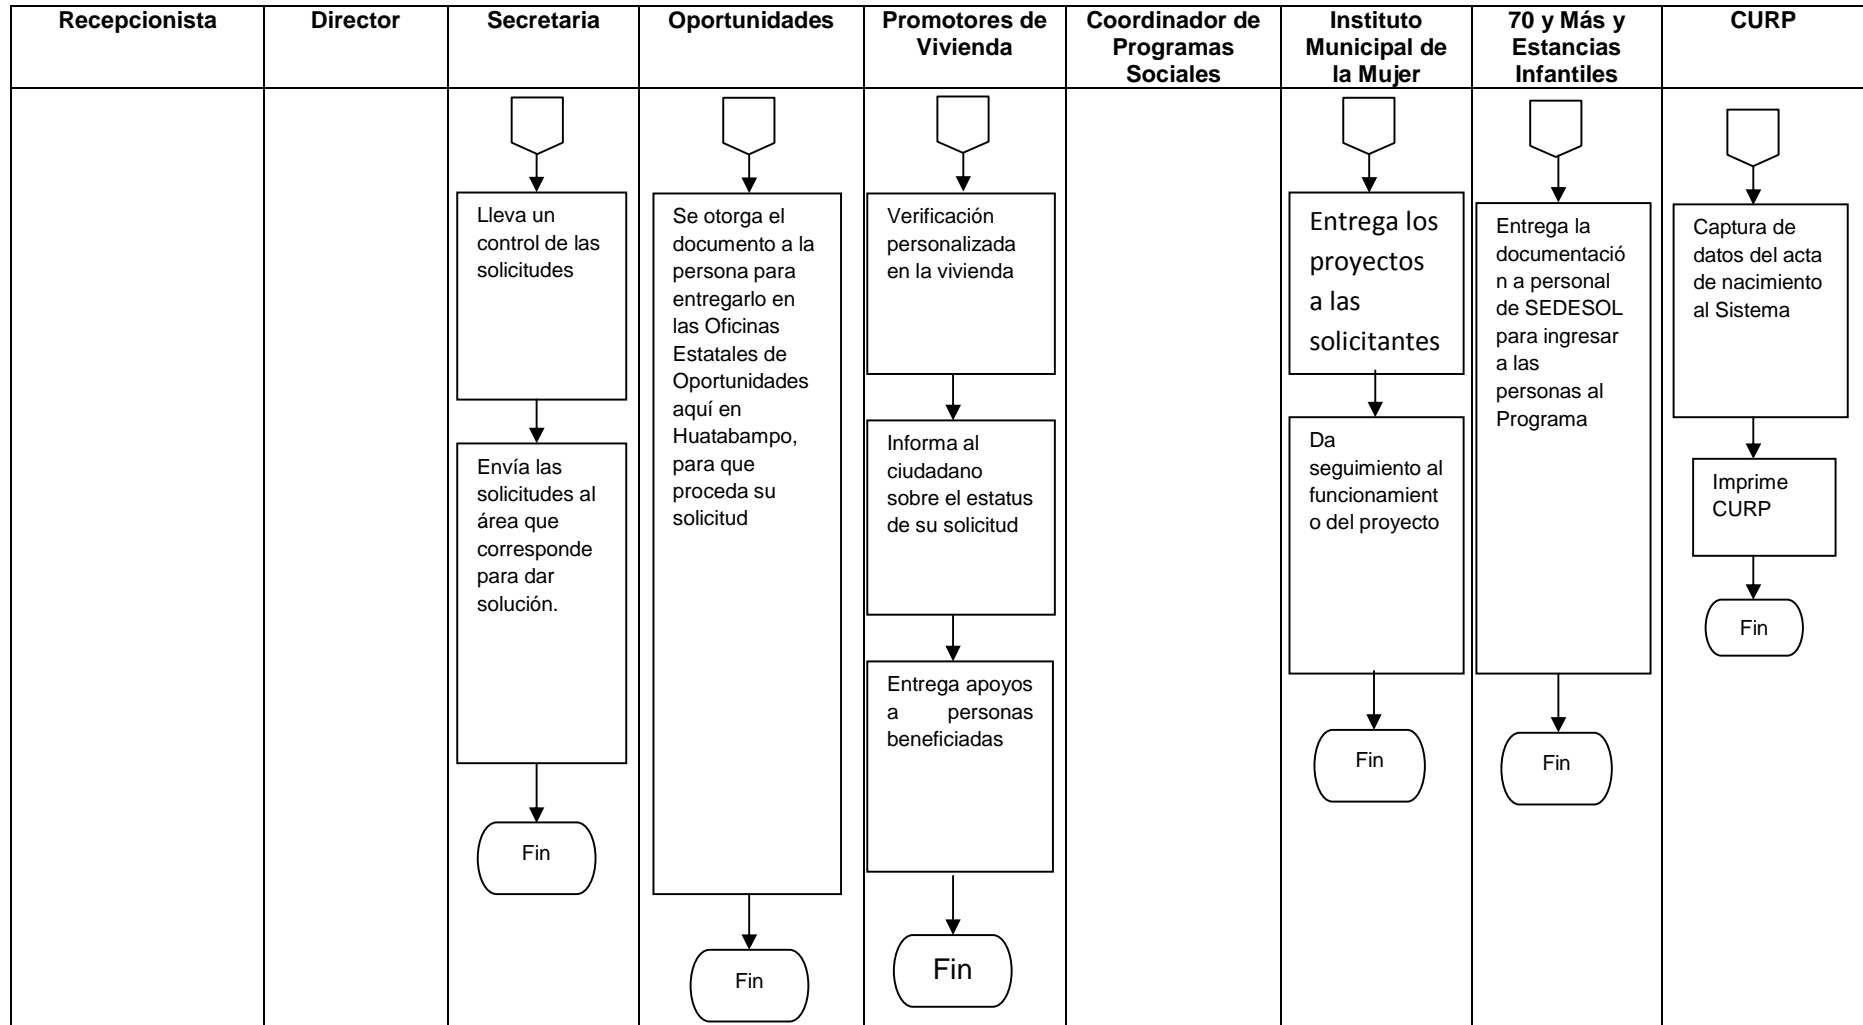 Recepcionista
Director
Secretaria
Oportunidades
Promotores de
Vivienda
Coordinador de
Programas
Sociales
Instituto
Municipal de
la Mujer
70 y Más y
Estancias
Infantiles
CURP
Lleva un
control de las
solicitudes
Envía las
solicitudes al
área que
corresponde
para dar
solución.
Fin
Se otorga el
documento a la
persona para
entregarlo en
las Oficinas
Estatales de
Oportunidades
aquí en
Huatabampo,
para que
proceda su
solicitud
Fin
Verificación
personalizada
en la vivienda
Informa al
ciudadano
sobre el estatus
de su solicitud
Entrega apoyos
a personas
beneficiadas
Fin
Entrega los
proyectos
a las
solicitantes
Da
seguimiento al
funcionamient
o del proyecto
Fin
Entrega la
documentació
n a personal
de SEDESOL
para ingresar
a las
personas al
Programa
Fin
Captura de
datos del acta
de nacimiento
al Sistema
Imprime
CURP
Fin